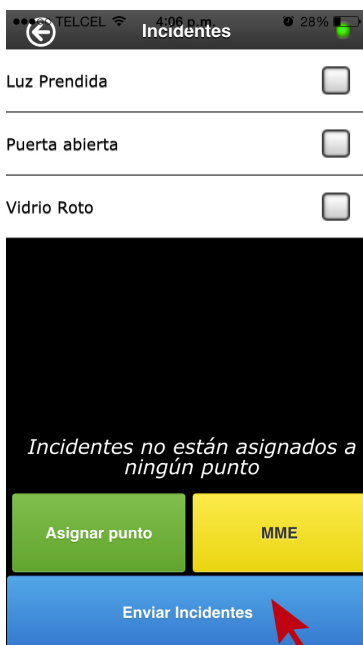 TELCEL 4:06 p.m. 28%
Incidentes
Luz Prendida
Puerta abierta
Vidrio Roto
Incidentes no están asignados a
ningún punto
Asignar punto
MME
Enviar Incidentes